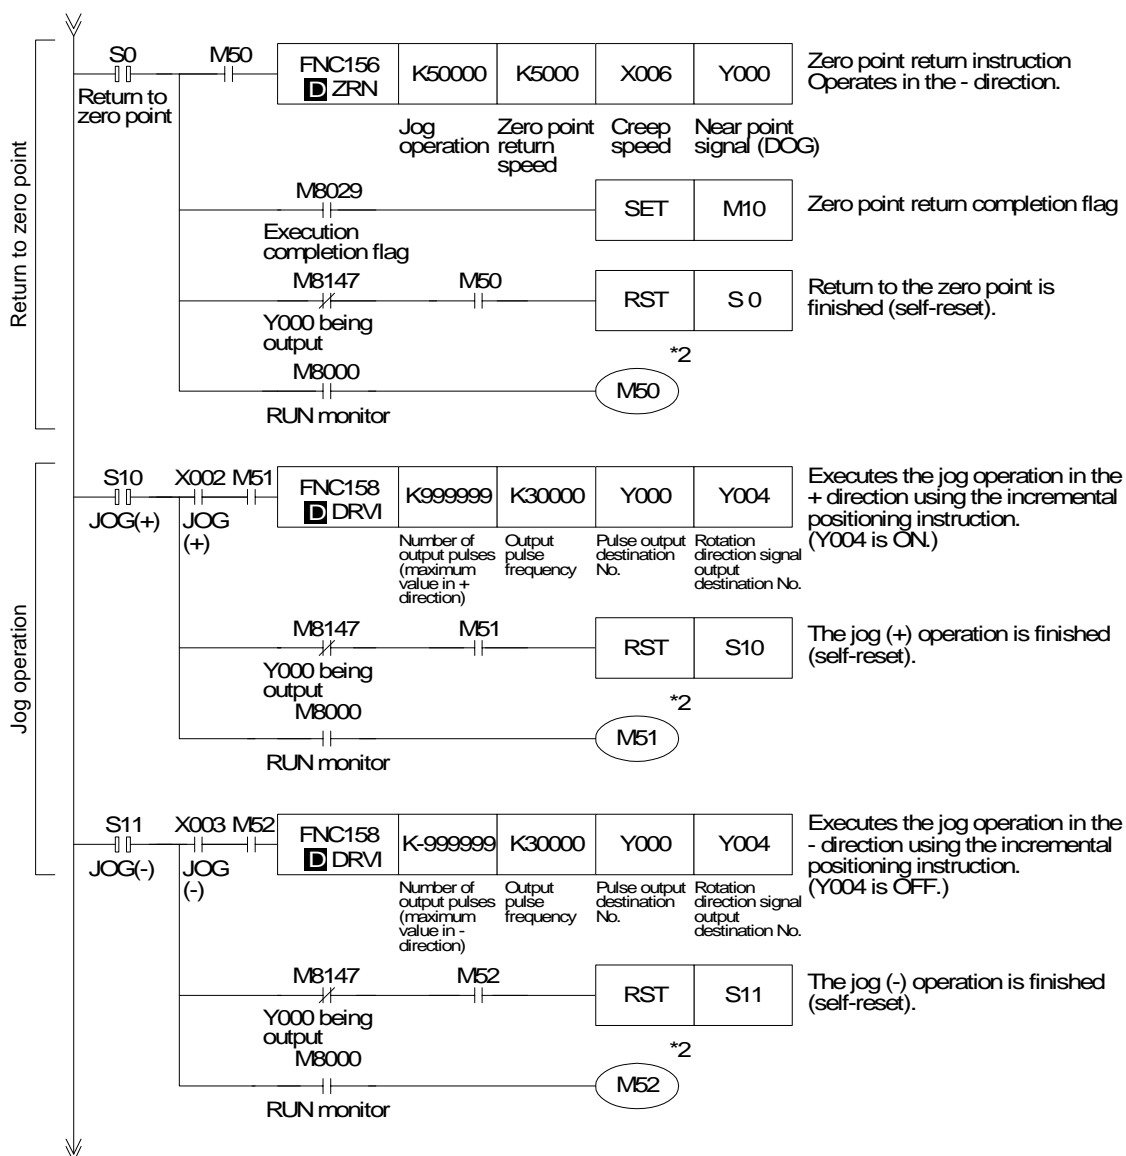 Return to zero point
S0
M50
Return to
zero point
FNC156
D ZRN
K50000
K5000
X006
Y000
Zero point return instruction
Operates in the - direction.
Jog
operation
Zero point
return
speed
Creep
speed
Near point
signal (DOG)
M8029
Execution
completion flag
SET
M10
Zero point return completion flag
M8147
Y000 being
output
M50
RST
S 0
Return to the zero point is
finished (self-reset).
M8000
RUN monitor
*2
M50
Jog operation
S10
JOG(+)
X002
JOG
(+)
M51
FNC158
D DRVI
K999999
K30000
Y000
Y004
Executes the jog operation in the
+ direction using the incremental
positioning instruction.
(Y004 is ON.)
Number of
output pulses
(maximum
value in +
direction)
Output
pulse
frequency
Pulse output
destination
No.
Rotation
direction signal
output
destination No.
M8147
Y000 being
output
M51
RST
S10
The jog (+) operation is finished
(self-reset).
M8000
RUN monitor
*2
M51
S11
JOG(-)
X003
JOG
(-)
M52
FNC158
D DRVI
K-999999
K30000
Y000
Y004
Executes the jog operation in the
- direction using the incremental
positioning instruction.
(Y004 is OFF.)
Number of
output pulses
(maximum
value in -
direction)
Output
pulse
frequency
Pulse output
destination
No.
Rotation
direction signal
output
destination No.
M8147
Y000 being
output
M52
RST
S11
The jog (-) operation is finished
(self-reset).
M8000
RUN monitor
*2
M52